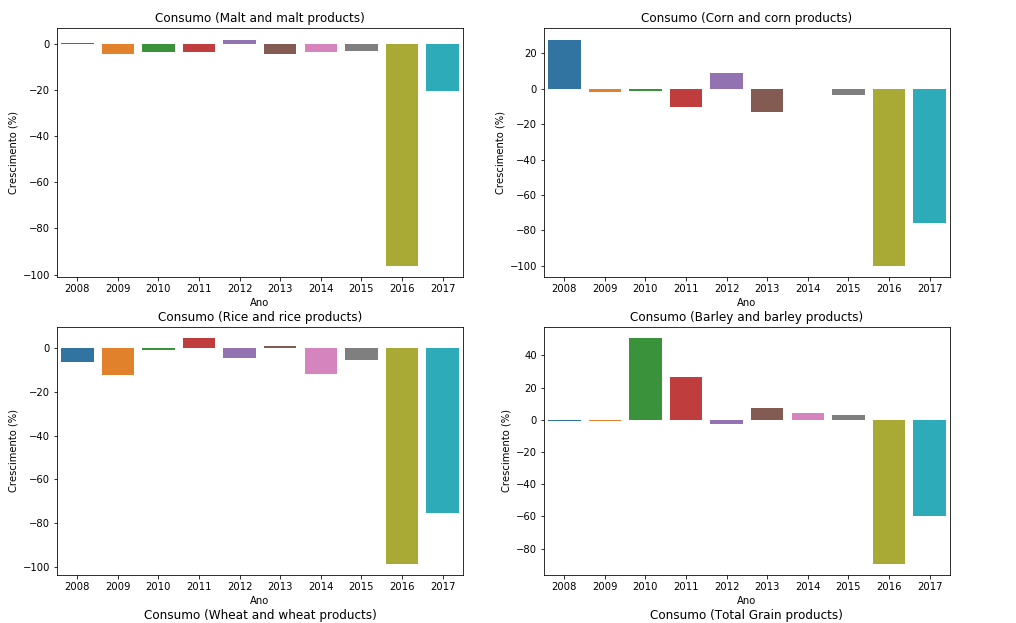 Consumo (Malt and malt products)
Crescimento (%)
0
−20
−40
−60
−80
−100
2008 2009 2010 2011 2012 2013 2014 2015 2016 2017
Ano
Consumo (Corn and corn products)
Crescimento (%)
20
0
−20
−40
−60
−80
−100
2008 2009 2010 2011 2012 2013 2014 2015 2016 2017
Ano
Consumo (Rice and rice products)
Crescimento (%)
0
−20
−40
−60
−80
−100
2008 2009 2010 2011 2012 2013 2014 2015 2016 2017
Ano
Consumo (Barley and barley products)
Crescimento (%)
40
20
0
−20
−40
−60
−80
2008 2009 2010 2011 2012 2013 2014 2015 2016 2017
Ano
Consumo (Wheat and wheat products)
Consumo (Total Grain products)